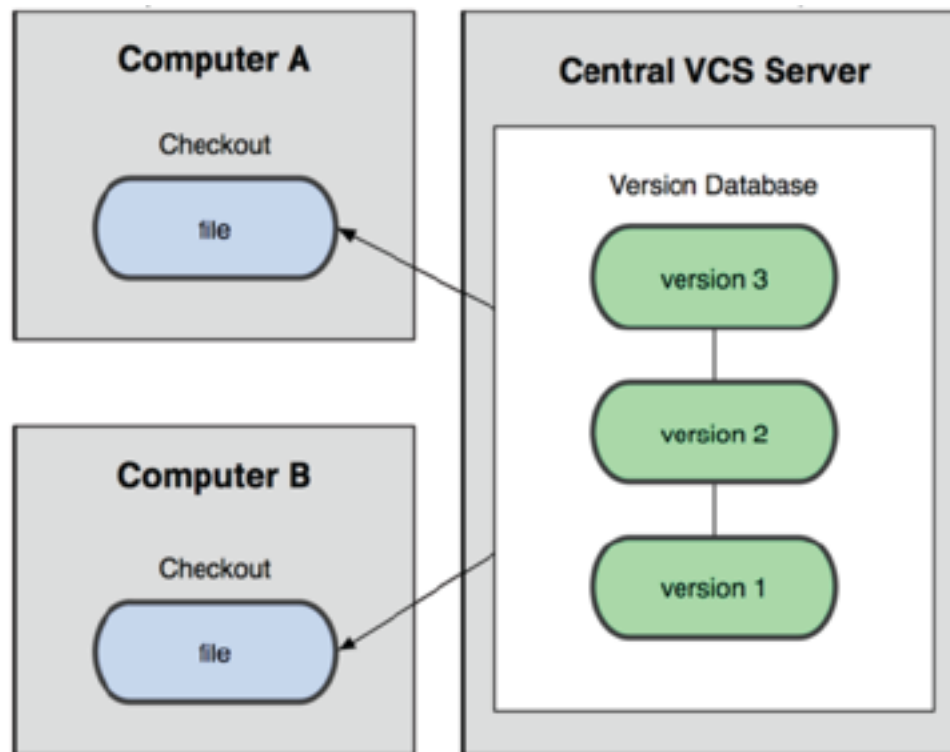 Computer A
Checkout
file
Computer B
Checkout
file
Central VCS Server
Version Database
version 3
version 2
version 1